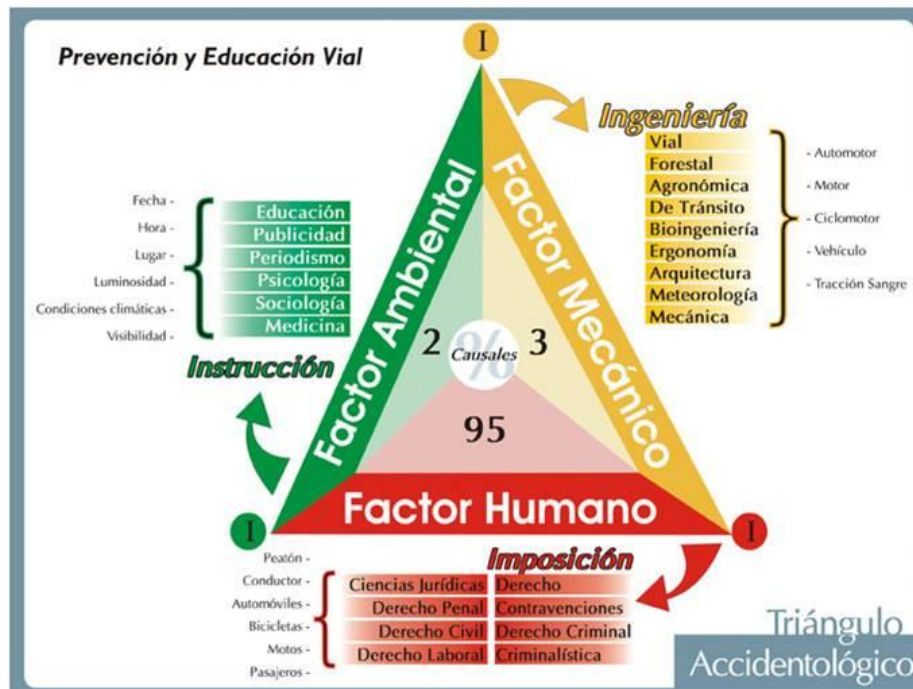 Prevención y Educación Vial
I
Ingeniería
Vial
Forestal
Agronómica
De Tránsito
Bioingeniería
Ergonomía
Arquitectura
Meteorología
Mecánica
- Automotor
- Motor
- Ciclomotor
- Vehículo
- Tracción Sangre
Fecha -
Hora -
Lugar -
Luminosidad -
Condiciones climáticas -
Visibilidad -
Educación
Publicidad
Periodismo
Psicología
Sociología
Medicina
Instrucción
Factor Ambiental
Factor Mecánico
2
%
Causales
3
95
Factor Humano
I
I
Imposición
Peatón -
Conductor -
Automóviles -
Bicicletas -
Motos -
Pasajeros -
Ciencias Jurídicas Derecho
Derecho Penal Contravenciones
Derecho Civil Derecho Criminal
Derecho Laboral Criminalística
Triángulo
Accidentológico